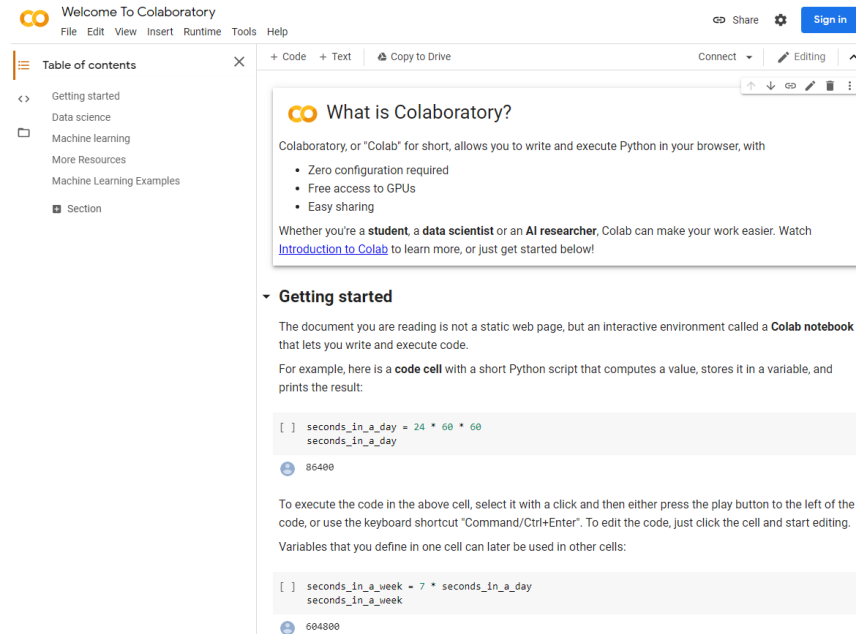 Welcome To Colaboratory
File Edit View Insert Runtime Tools Help
Share
Sign in
Table of contents
Getting started
Data science
Machine learning
More Resources
Machine Learning Examples
Section
+ Code + Text Copy to Drive
Connect Editing
What is Colaboratory?
Colaboratory, or "Colab" for short, allows you to write and execute Python in your browser, with
• Zero configuration required
• Free access to GPUs
• Easy sharing
Whether you're a student, a data scientist or an AI researcher, Colab can make your work easier. Watch
Introduction to Colab to learn more, or just get started below!
Getting started
The document you are reading is not a static web page, but an interactive environment called a Colab notebook
that lets you write and execute code.
For example, here is a code cell with a short Python script that computes a value, stores it in a variable, and
prints the result:
[ ] seconds_in_a_day = 24 * 60 * 60
seconds_in_a_day
86400
To execute the code in the above cell, select it with a click and then either press the play button to the left of the
code, or use the keyboard shortcut "Command/Ctrl+Enter". To edit the code, just click the cell and start editing.
Variables that you define in one cell can later be used in other cells:
[ ] seconds_in_a_week = 7 * seconds_in_a_day
seconds_in_a_week
604800